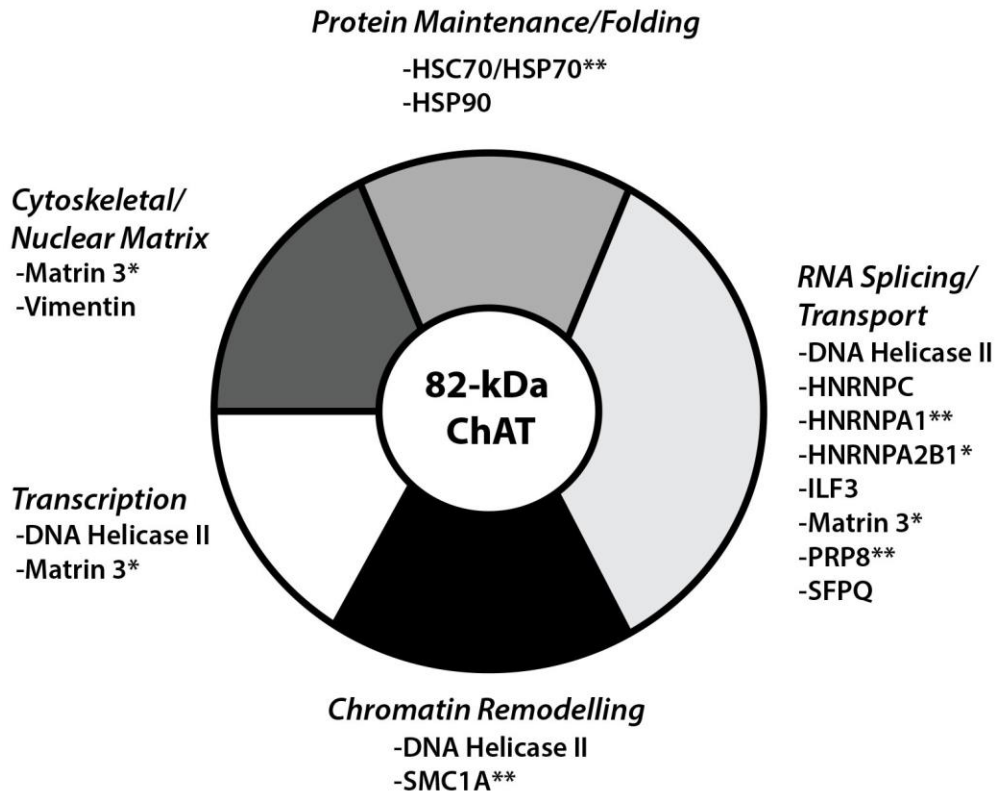 Protein Maintenance/Folding
-HSC70/HSP70**
-HSP90
Cytoskeletal/
Nuclear Matrix
-Matrin 3*
-Vimentin
82-kDa
ChAT
RNA Splicing/
Transport
-DNA Helicase II
-HNRNPC
-HNRNPA1**
-HNRNPA2B1*
-ILF3
-Matrin 3*
-PRP8**
-SFPQ
Transcription
-DNA Helicase II
-Matrin 3*
Chromatin Remodelling
-DNA Helicase II
-SMC1A**